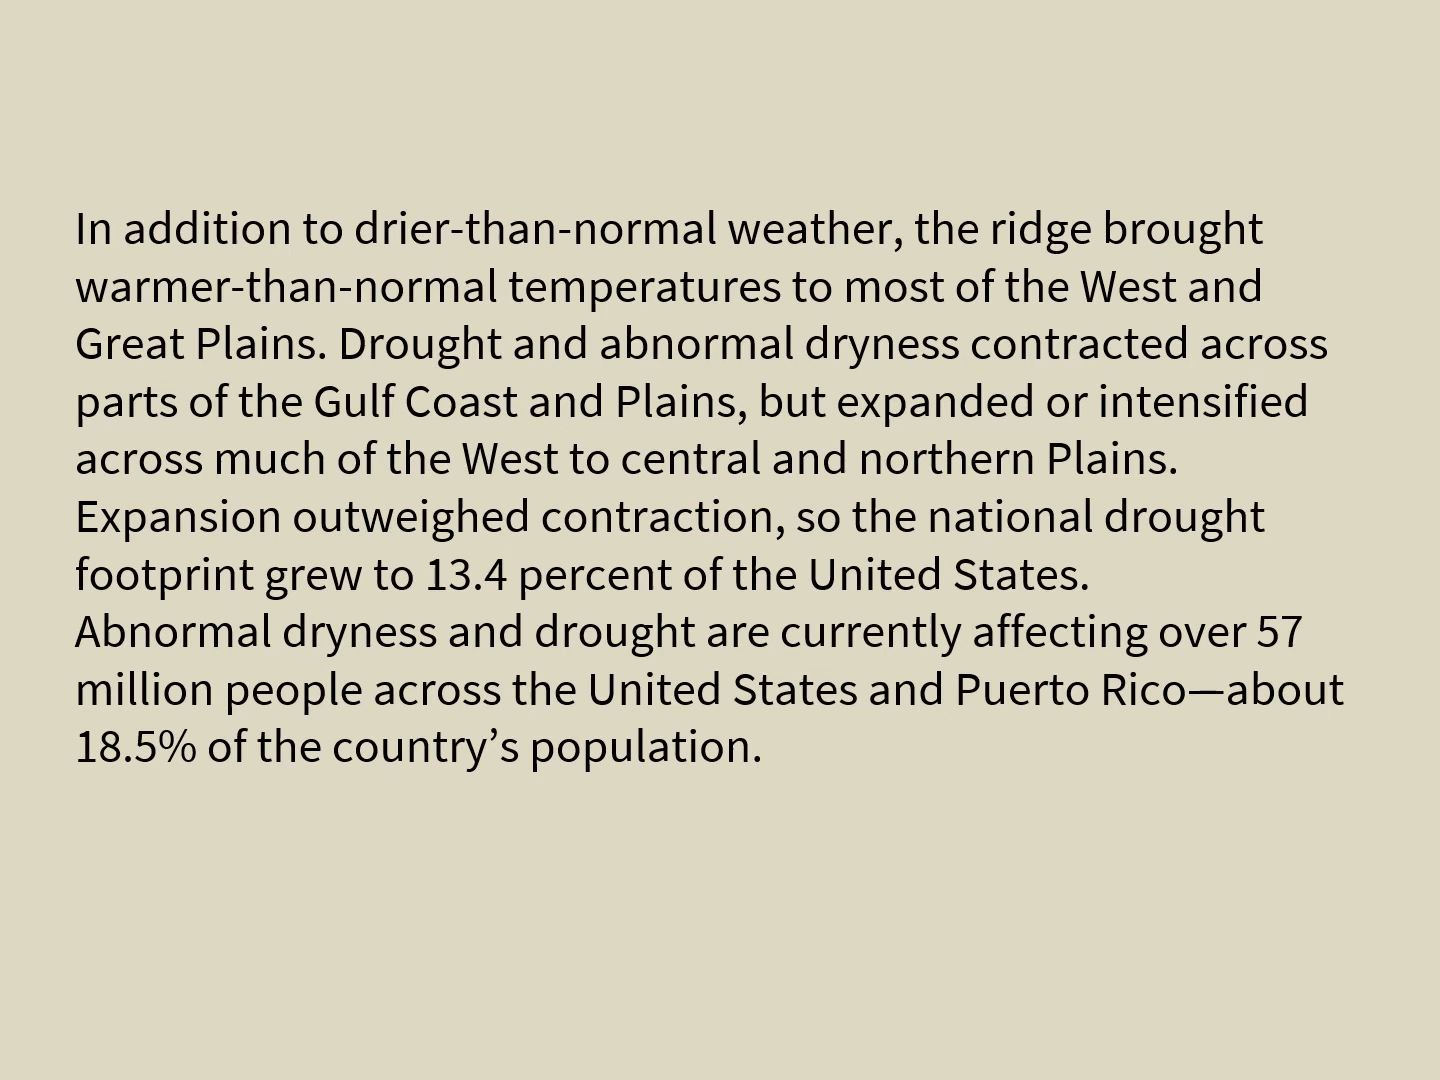 In addition to drier-than-normal weather, the ridge brought
warmer-than-normal temperatures to most of the West and
Great Plains. Drought and abnormal dryness contracted across
parts of the Gulf Coast and Plains, but expanded or intensified
across much of the West to central and northern Plains.
Expansion outweighed contraction, so the national drought
footprint grew to 13.4 percent of the United States.
Abnormal dryness and drought are currently affecting over 57
million people across the United States and Puerto Rico—about
18.5% of the country’s population.